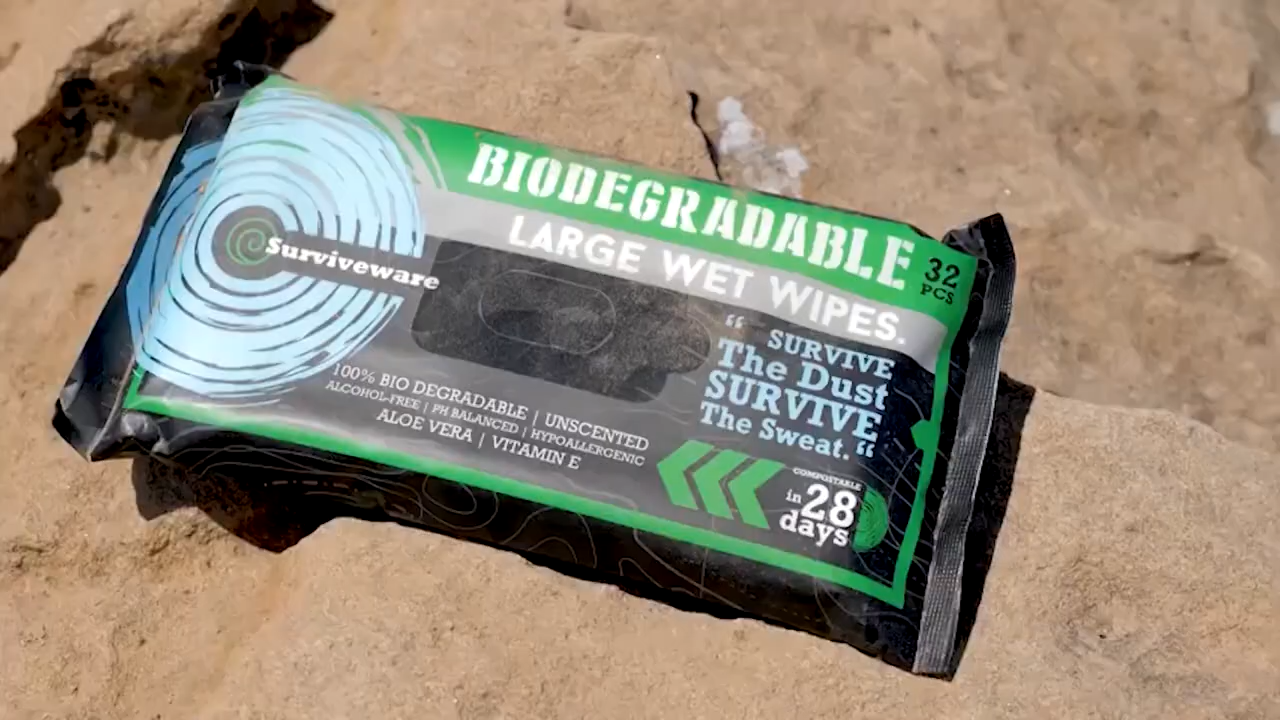 Surviveware
BIODEGRADABLE
32
PCS
LARGE WET WIPES.
“ SURVIVE
The Dust
SURVIVE
The Sweat. “
100% BIO DEGRADABLE | UNSCENTED
ALCOHOL-FREE | PH BALANCED | HYPOALLERGENIC
ALOE VERA | VITAMIN E
COMPOSTABLE
in 28
days